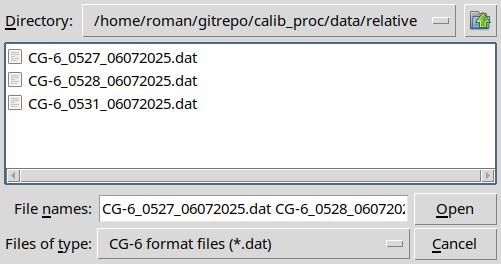 Directory: /home/roman/gitrepo/calib_proc/data/relative
CG-6_0527_06072025.dat
CG-6_0528_06072025.dat
CG-6_0531_06072025.dat
File names: CG-6_0527_06072025.dat CG-6_0528_060720
Open
Files of type: CG-6 format files (*.dat)
Cancel